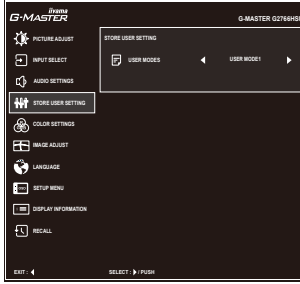 iiyama
G-MASTER
G-MASTER G2766HS
PICTURE ADJUST
STORE USER SETTING
INPUT SELECT
USER MODES
USER MODE1
AUDIO SETTINGS
STORE USER SETTING
COLOR SETTINGS
IMAGE ADJUST
LANGUAGE
SETUP MENU
DISPLAY INFORMATION
RECALL
EXIT :
SELECT : / PUSH